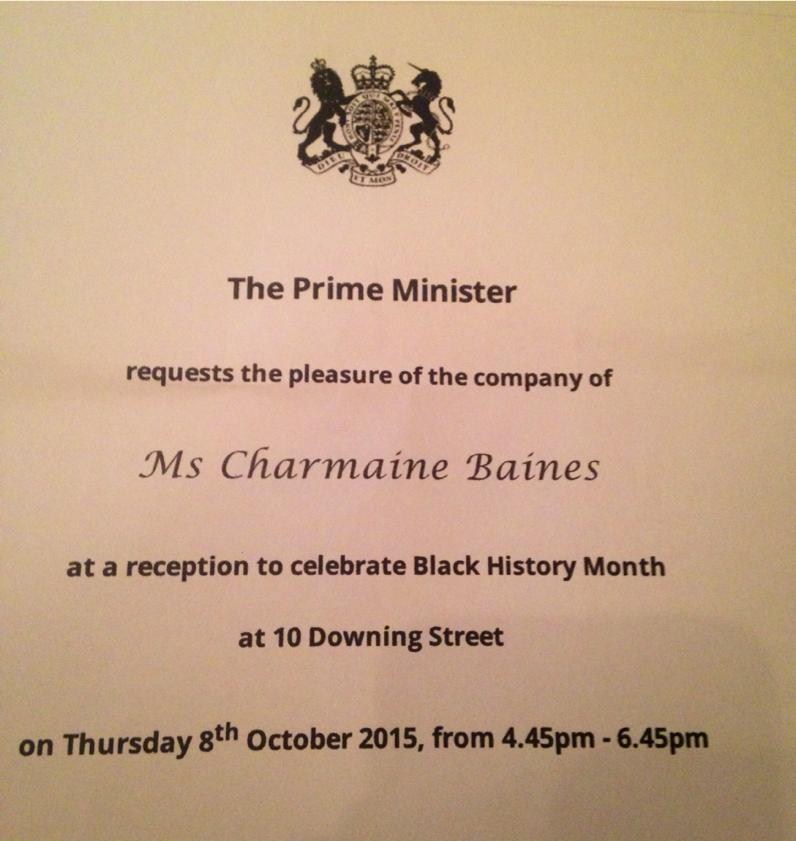 DIEU ET MON DROIT
The Prime Minister
requests the pleasure of the company of
Ms Charmaine Baines
at a reception to celebrate Black History Month
at 10 Downing Street
on Thursday 8th October 2015, from 4.45pm - 6.45pm